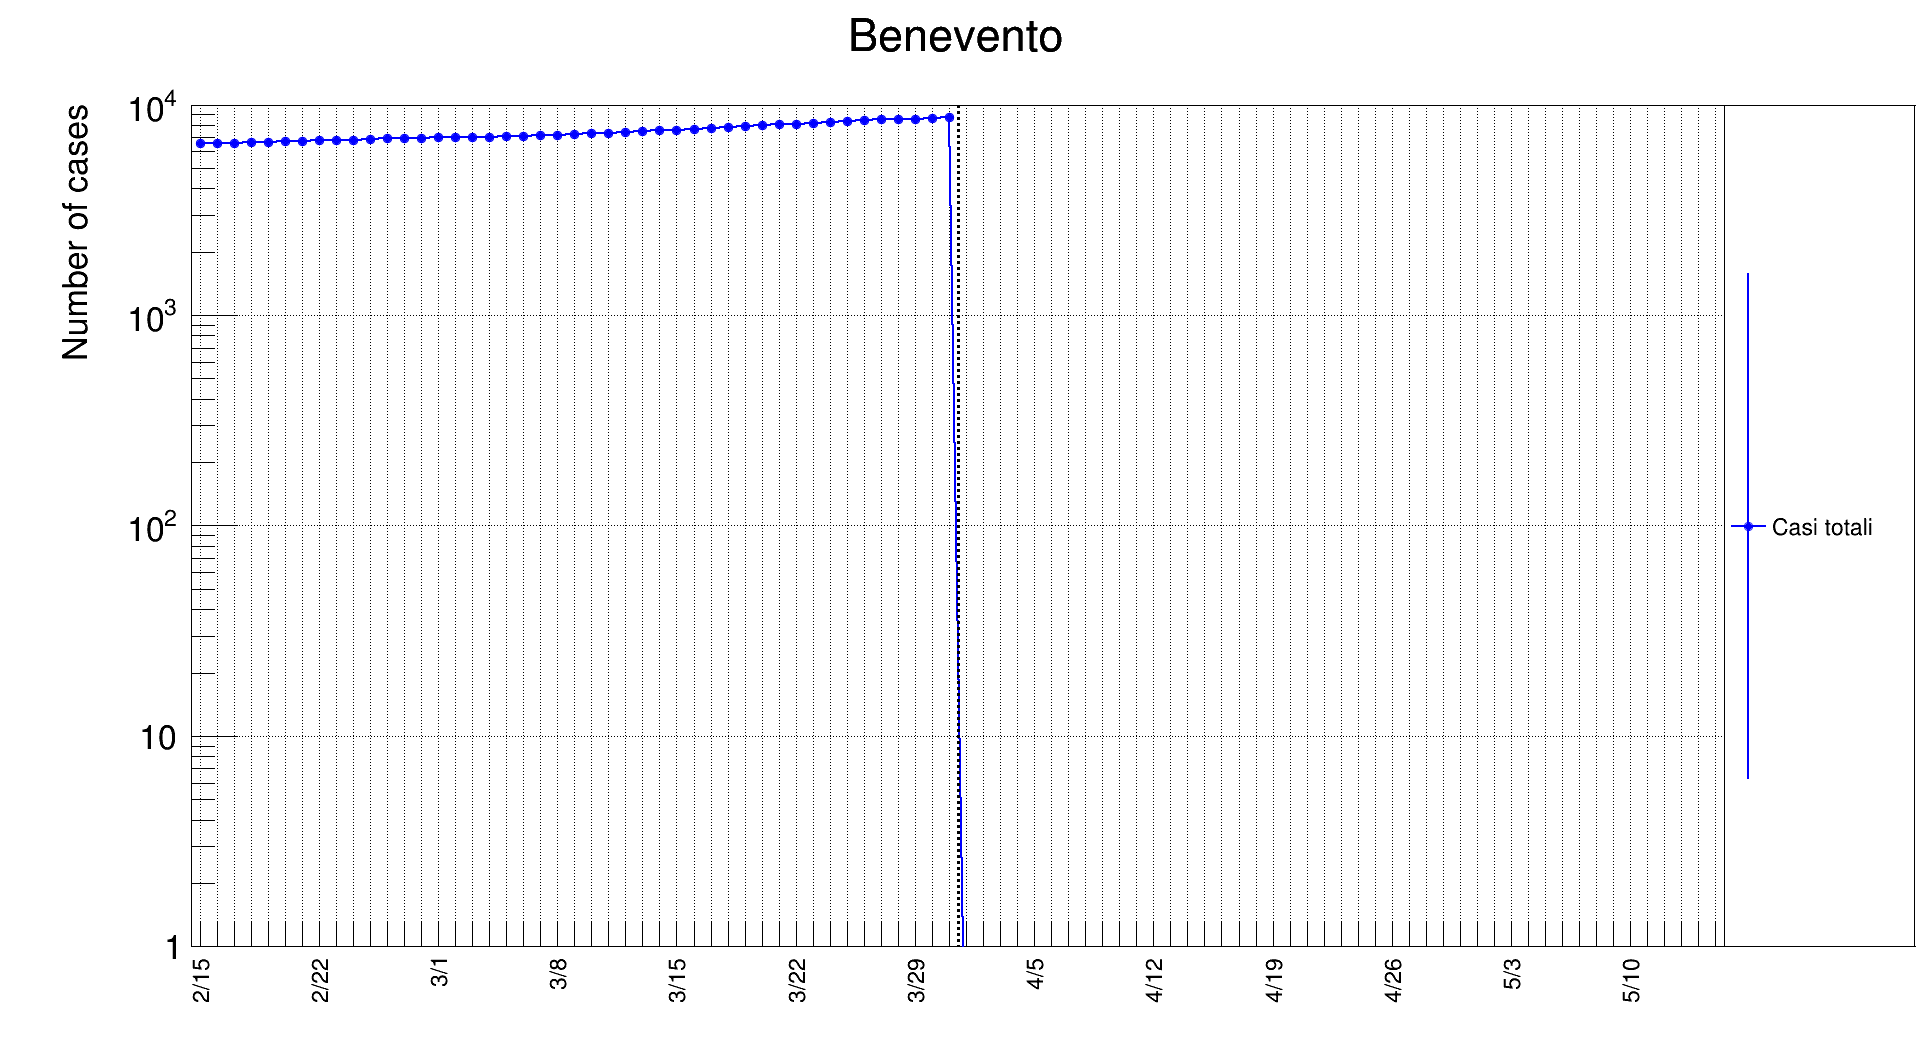 Benevento
Number of cases
10^4
10^3
10^2
10
1
2/15 2/22 3/1 3/8 3/15 3/22 3/29 4/5 4/12 4/19 4/26 5/3 5/10
Casi totali